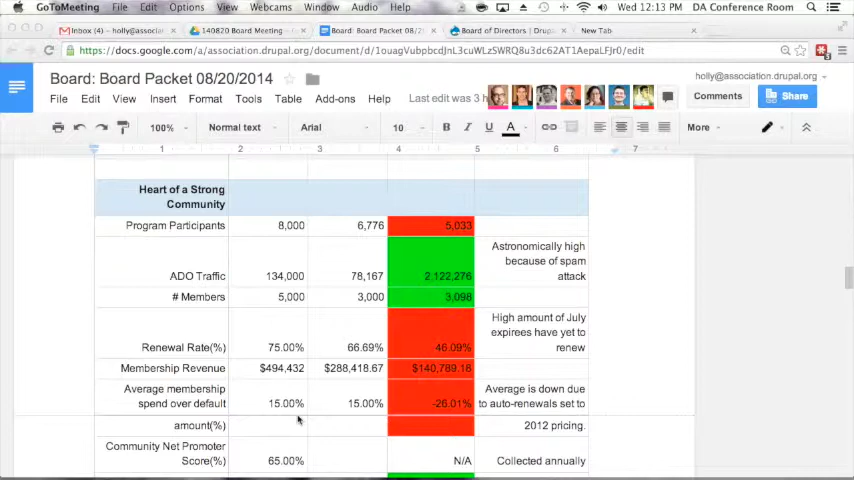 GoToMeeting File Edit Options View Webcams Window Audio Help Wed 12:13 PM DA Conference Room
Inbox (4) - holly@associatio 140820 Board Meeting - Board: Board Packet 08/20/ Board of Directors | Drupal New Tab
https://docs.google.com/a/association.drupal.org/document/d/
/edit
Board: Board Packet 08/20/2014
holly@association.drupal.org
File Edit View Insert Format Tools Table Add-ons Help Last edit was 3 h
Comments Share
100% Normal text Arial 10 B I U A More
1 2 3 4 5 6 7
Heart of a Strong
Community
Program Participants 8,000 6,776 5,033
Astronomically high
because of spam
ADO Traffic 134,000 78,167 2,122,276 attack
# Members 5,000 3,000 3,098
High amount of July
expirees have yet to
Renewal Rate(%) 75.00% 66.69% 46.09% renew
Membership Revenue $494,432 $288,418.67 $140,789.18
Average membership Average is down due
spend over default 15.00% 15.00% -26.01% to auto-renewals set to
amount(%) 2012 pricing.
Community Net Promoter
Score(%) 65.00% N/A Collected annually